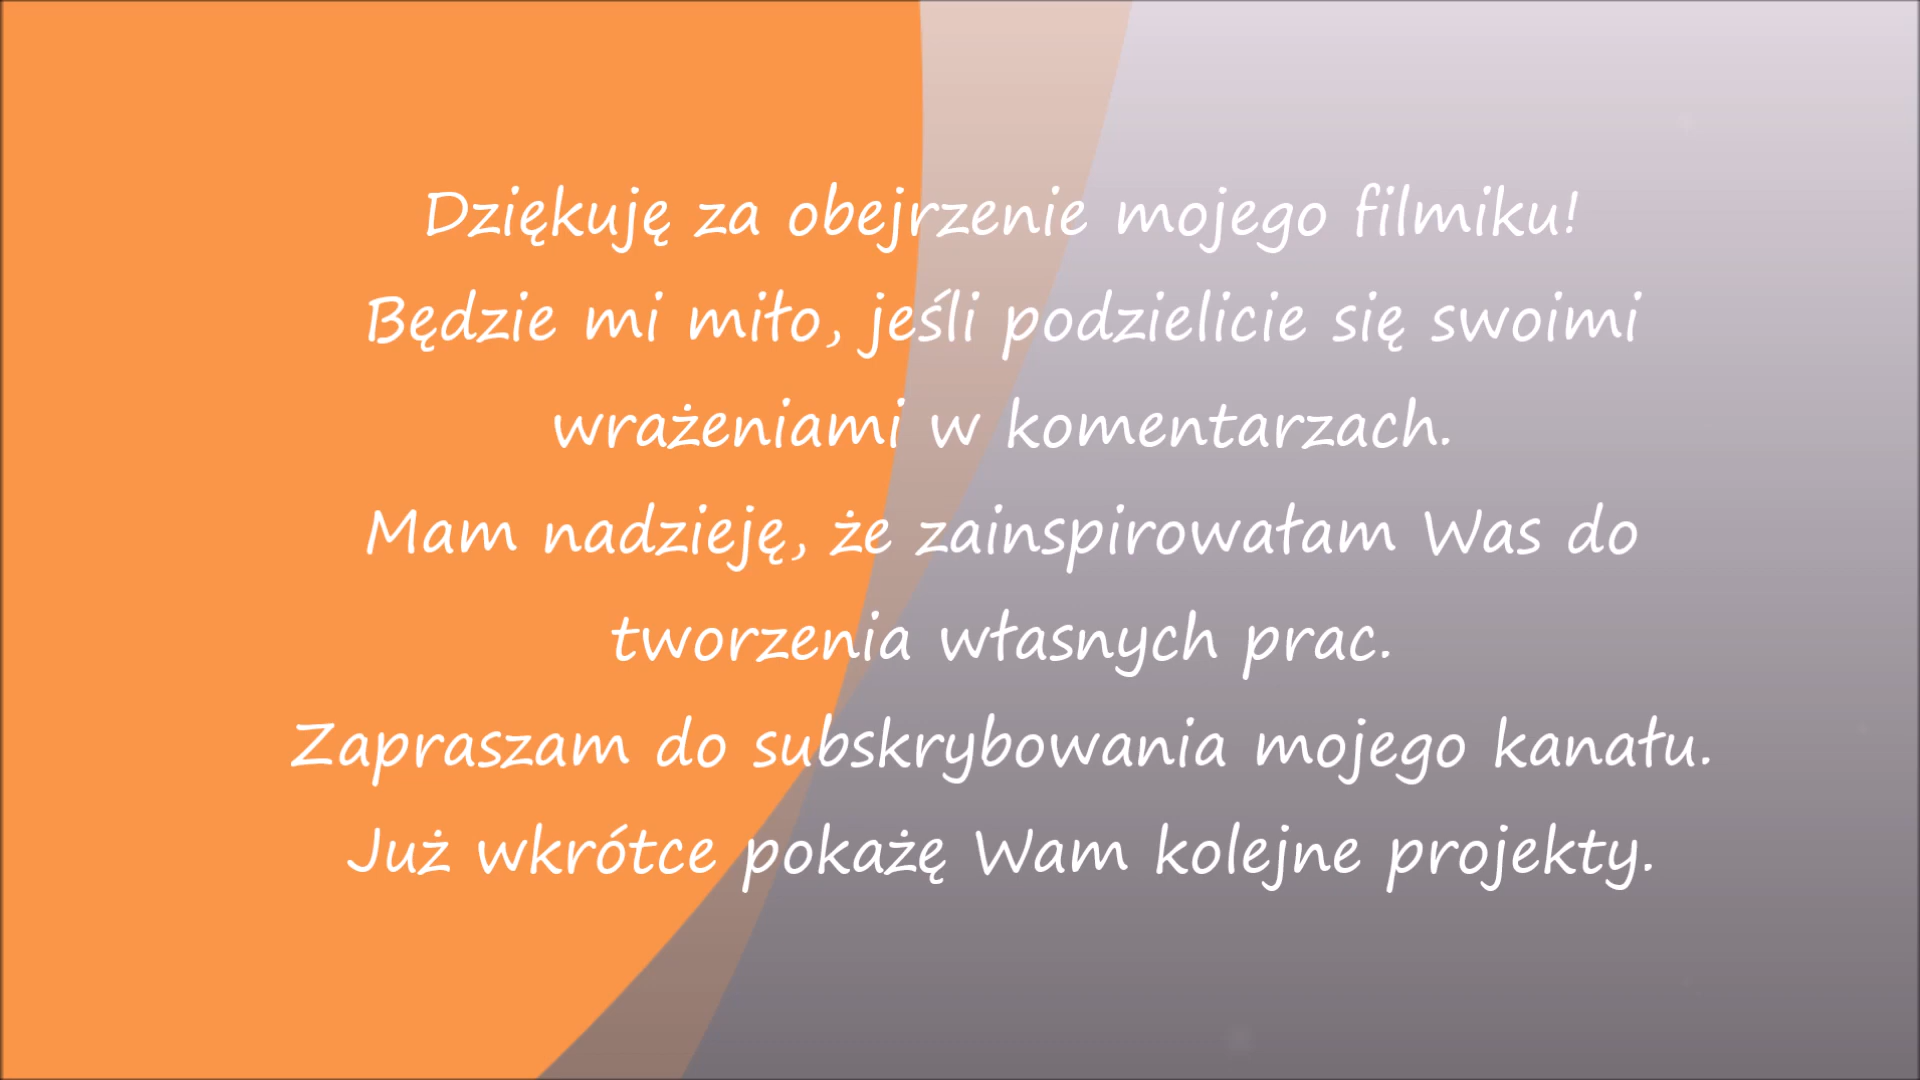 Dziękuję za obejrzenie mojego filmiku!
Będzie mi miło, jeśli podzielicie się swoimi
wrażeniami w komentarzach.
Mam nadzieję, że zainspirowałam Was do
tworzenia własnych prac.
Zapraszam do subskrybowania mojego kanału.
Już wkrótce pokażę Wam kolejne projekty.